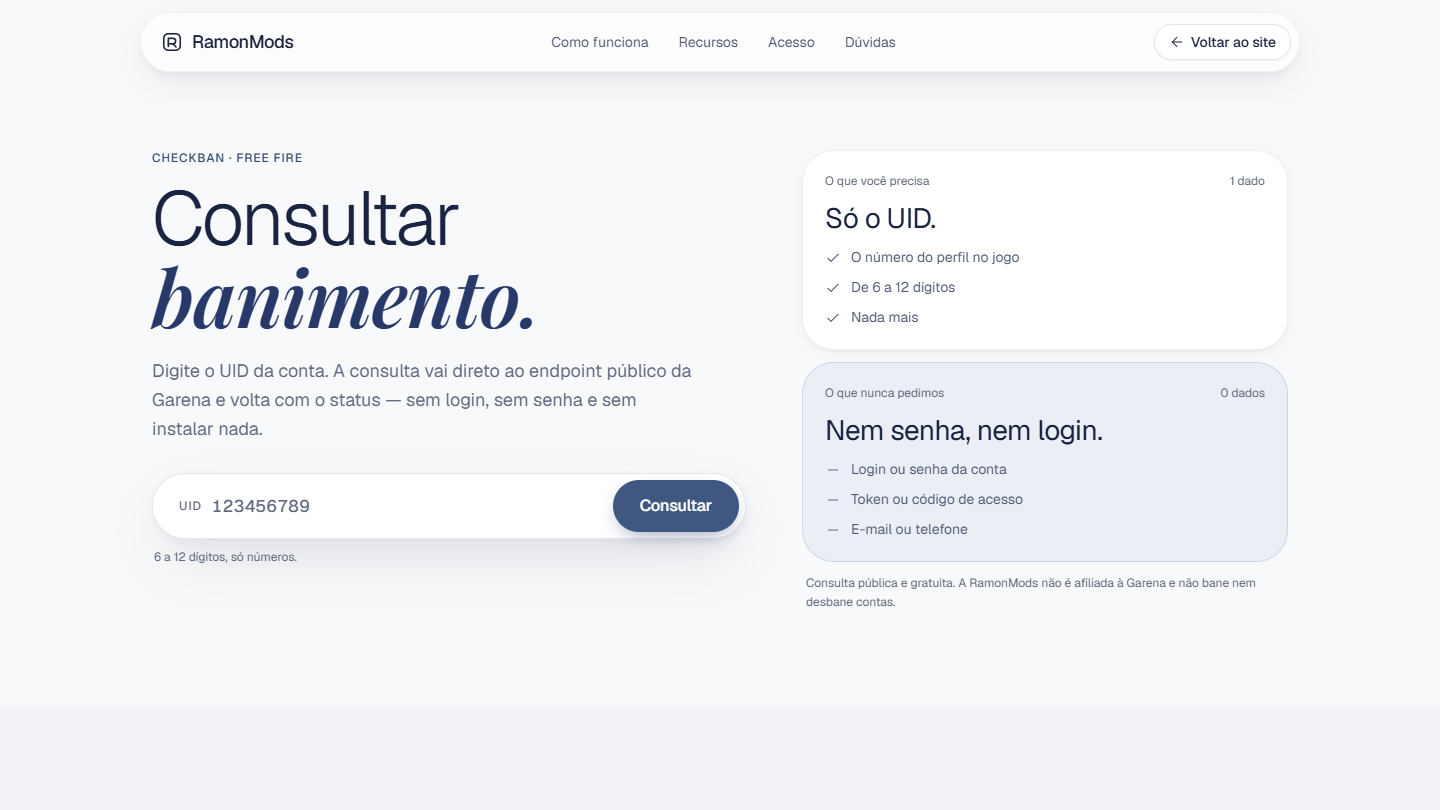 RamonMods
Como funciona
Recursos
Acesso
Dúvidas
← Voltar ao site
CHECKBAN · FREE FIRE
Consultar
banimento.
Digite o UID da conta. A consulta vai direto ao endpoint público da
Garena e volta com o status — sem login, sem senha e sem
instalar nada.
UID 123456789
Consultar
6 a 12 dígitos, só números.
O que você precisa
1 dado
Só o UID.
O número do perfil no jogo
De 6 a 12 dígitos
Nada mais
O que nunca pedimos
0 dados
Nem senha, nem login.
— Login ou senha da conta
— Token ou código de acesso
— E-mail ou telefone
Consulta pública e gratuita. A RamonMods não é afiliada à Garena e não bane nem
desbane contas.